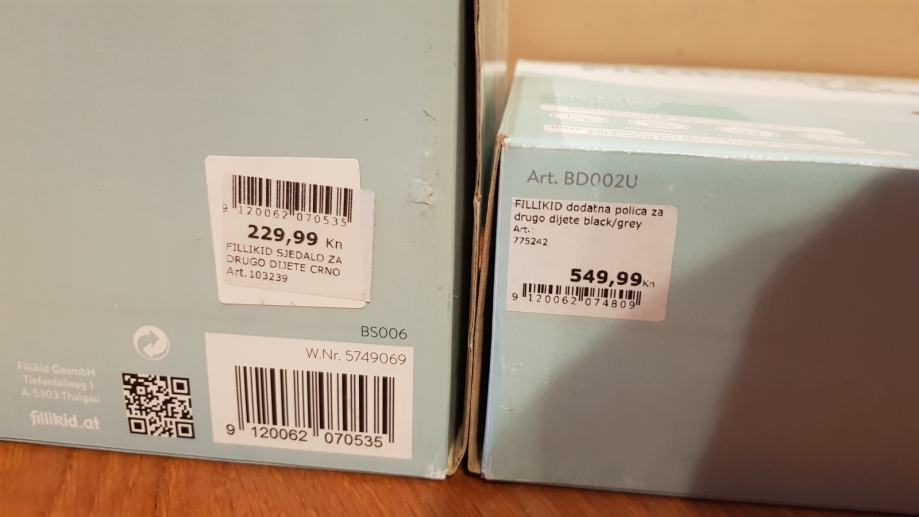 9 120062 070535
229,99 Kn
FILLIKID SJEDALO ZA
DRUGO DIJETE CRNO
Art.103239
BS006
W.Nr. 5749069
9 120062 070535
Fillikid GesmbH
Tiefentalweg 1
A-5303 Thalgau
fillikid.at
Art. BD002U
FILLIKID dodatna polica za
drugo dijete black/grey
Art.:
775242
549,99 Kn
9 120062 074809